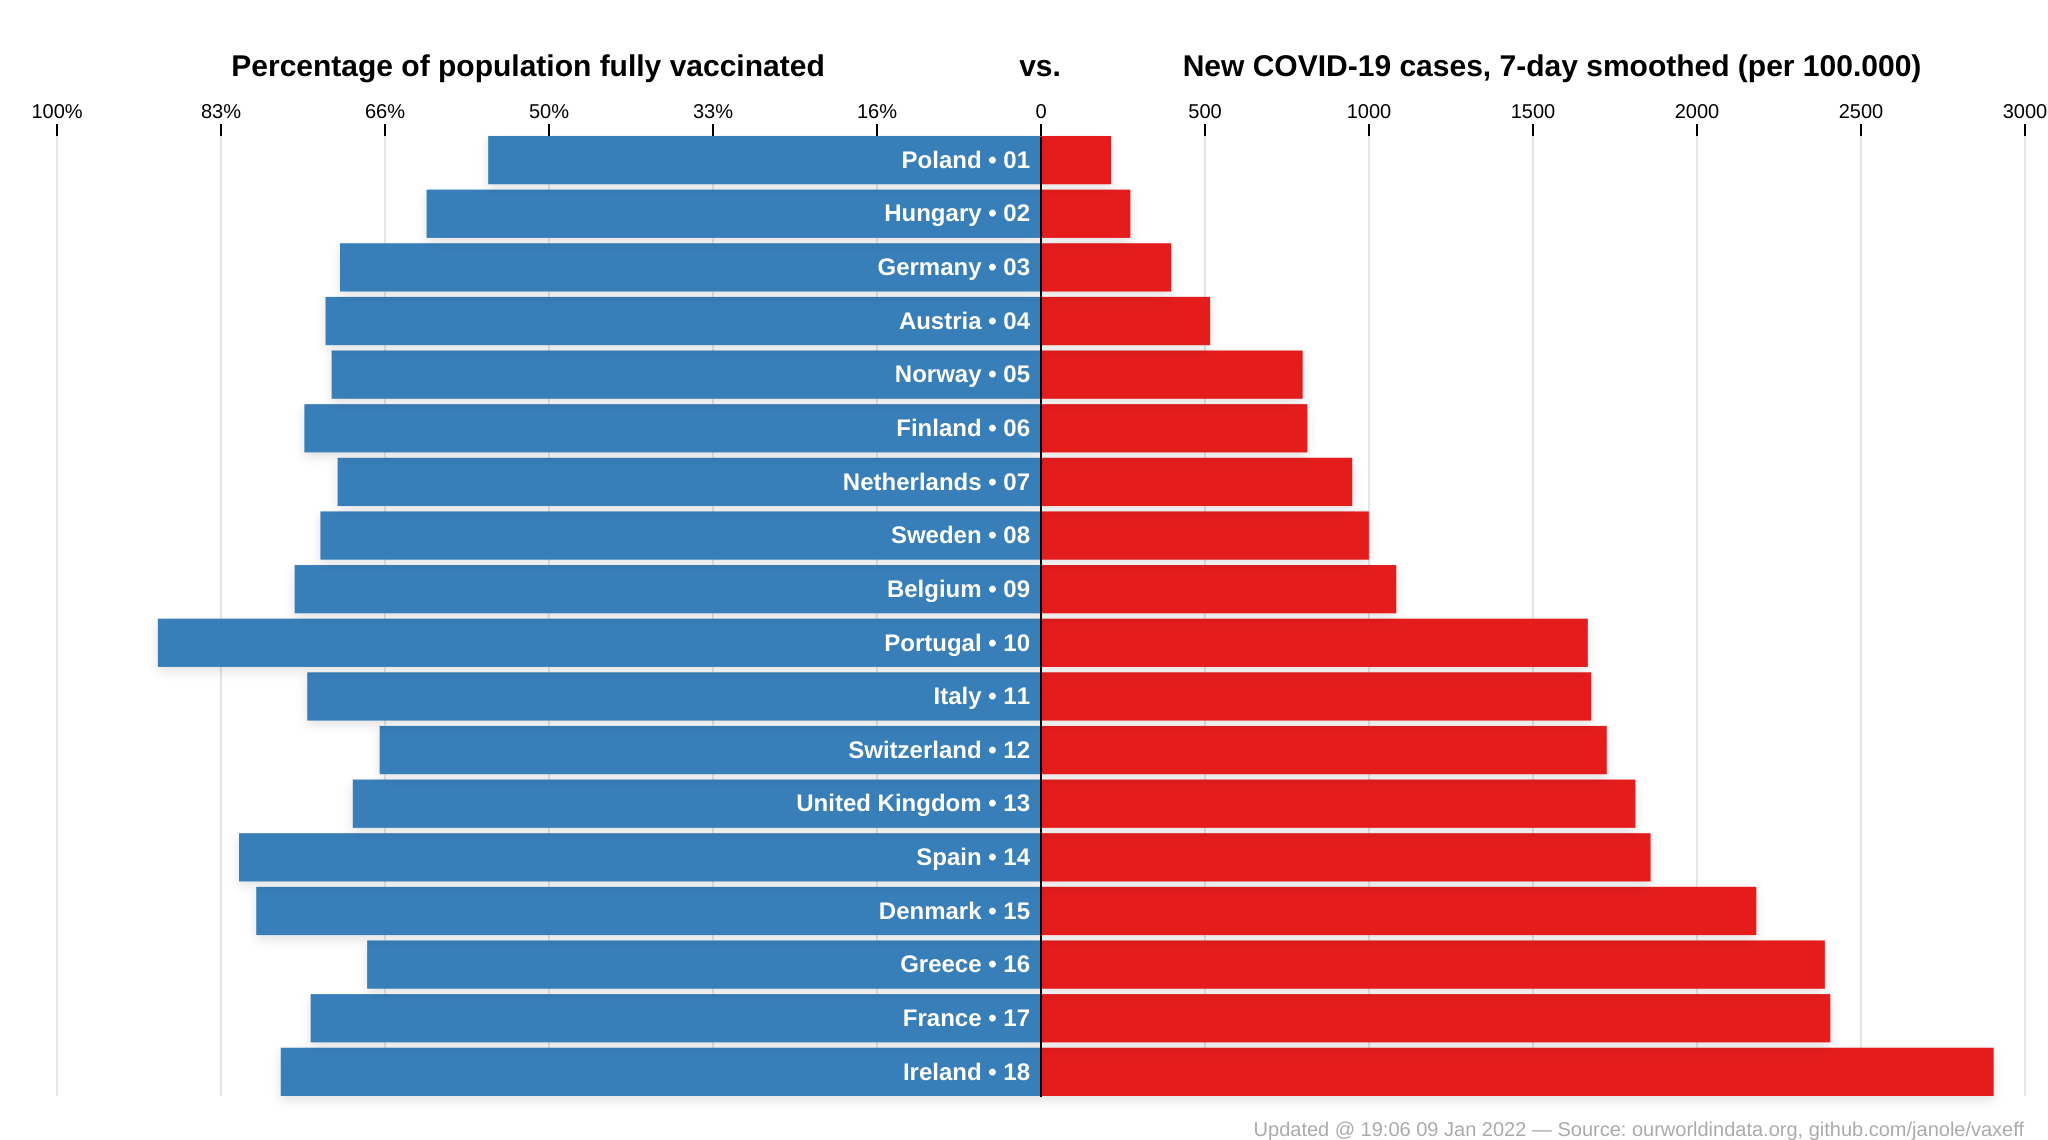 Percentage of population fully vaccinated vs. New COVID-19 cases, 7-day smoothed (per 100.000)
100% 83% 66% 50% 33% 16% 0 500 1000 1500 2000 2500 3000
Poland • 01
Hungary • 02
Germany • 03
Austria • 04
Norway • 05
Finland • 06
Netherlands • 07
Sweden • 08
Belgium • 09
Portugal • 10
Italy • 11
Switzerland • 12
United Kingdom • 13
Spain • 14
Denmark • 15
Greece • 16
France • 17
Ireland • 18
Updated @ 19:06 09 Jan 2022 — Source: ourworldindata.org, github.com/janole/vaxeff